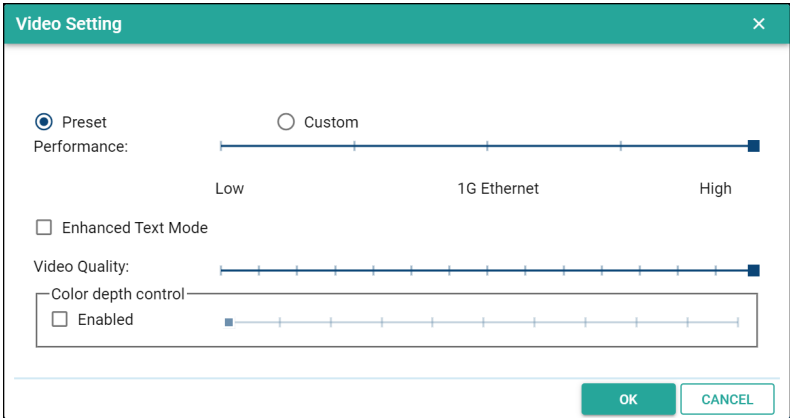 Video Setting
Preset Custom
Performance:
Low 1G Ethernet High
Enhanced Text Mode
Video Quality:
Color depth control
Enabled
OK CANCEL